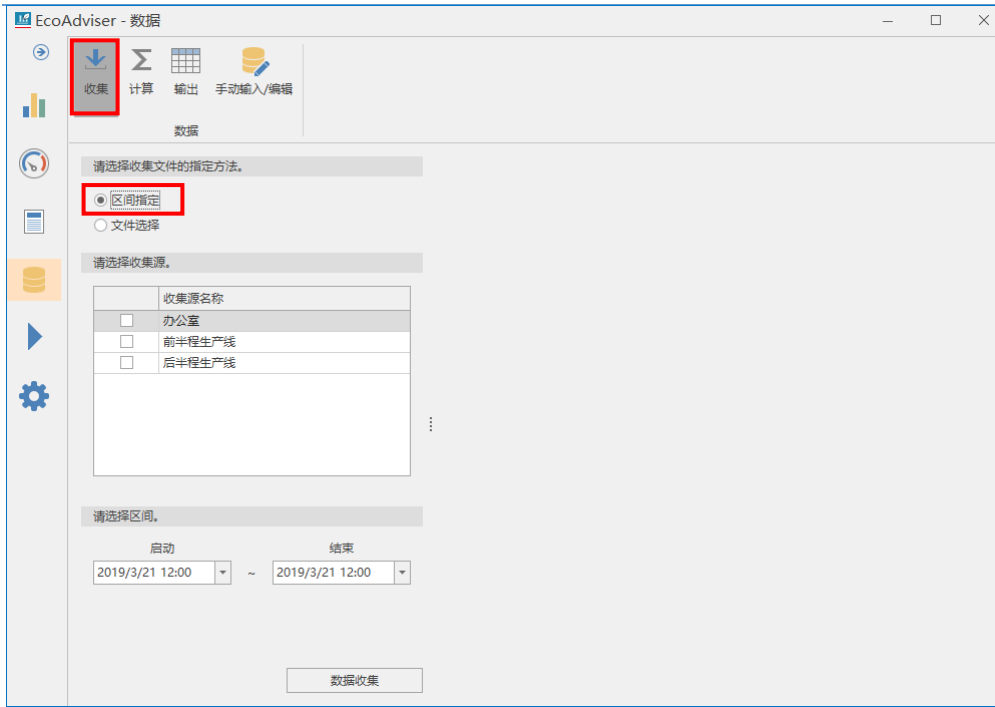 EcoAdviser - 数据
收集 计算 输出 手动输入/编辑
数据
请选择收集文件的指定方法。
区间指定
文件选择
请选择收集源。
收集源名称
办公室
前半程生产线
后半程生产线
请选择区间。
启动 结束
2019/3/21 12:00 ~ 2019/3/21 12:00
数据收集